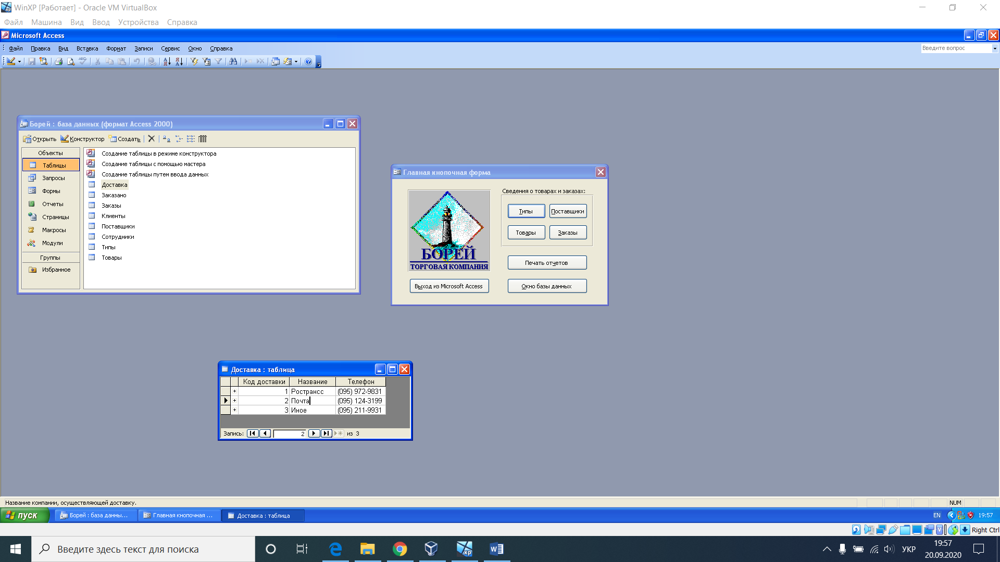 WinXP [Работает] - Oracle VM VirtualBox
Файл Машина Вид Ввод Устройства Справка
Microsoft Access
Файл Правка Вид Вставка Формат Записи Сервис Окно Справка
Введите вопрос
Борей : база данных (формат Access 2000)
Открыть Конструктор Создать
Объекты
Таблицы
Запросы
Формы
Отчеты
Страницы
Макросы
Модули
Группы
Избранное
Создание таблицы в режиме конструктора
Создание таблицы с помощью мастера
Создание таблицы путем ввода данных
Доставка
Заказано
Заказы
Клиенты
Поставщики
Сотрудники
Типы
Товары
Главная кнопочная форма
БОРЕЙ
ТОРГОВАЯ КОМПАНИЯ
Сведения о товарах и заказах:
Типы Поставщики
Товары Заказы
Печать отчетов
Выход из Microsoft Access Окно базы данных
Доставка : таблица
Код доставки Название Телефон
1 Ространсс (095) 972-9831
2 Почта (095) 124-3199
3 Иное (095) 211-9931
Запись: 2 из 3
Название компании, осуществляющей доставку.
NUM
пуск Борей : база данны... Главная кнопочная ... Доставка : таблица EN 19:57
Right Ctrl
Введите здесь текст для поиска
УКР
19:57
20.09.2020